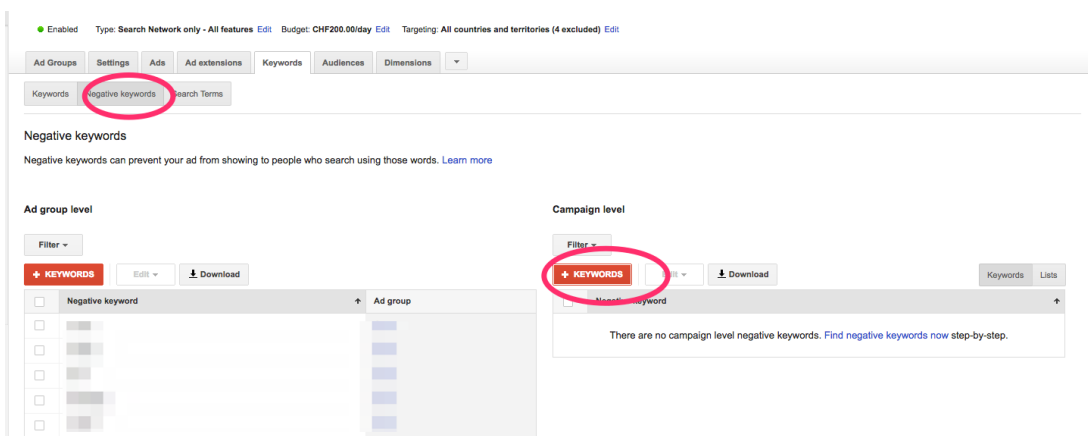 Enabled Type: Search Network only - All features Edit Budget: CHF200.00/day Edit Targeting: All countries and territories (4 excluded) Edit
Ad Groups Settings Ads Ad extensions Keywords Audiences Dimensions
Keywords Negative keywords Search Terms
Negative keywords
Negative keywords can prevent your ad from showing to people who search using those words. Learn more
Ad group level
Filter
+ KEYWORDS Edit Download
Negative keyword Ad group
Campaign level
Filter
+ KEYWORDS Edit Download Keywords Lists
Negative keyword
There are no campaign level negative keywords. Find negative keywords now step-by-step.